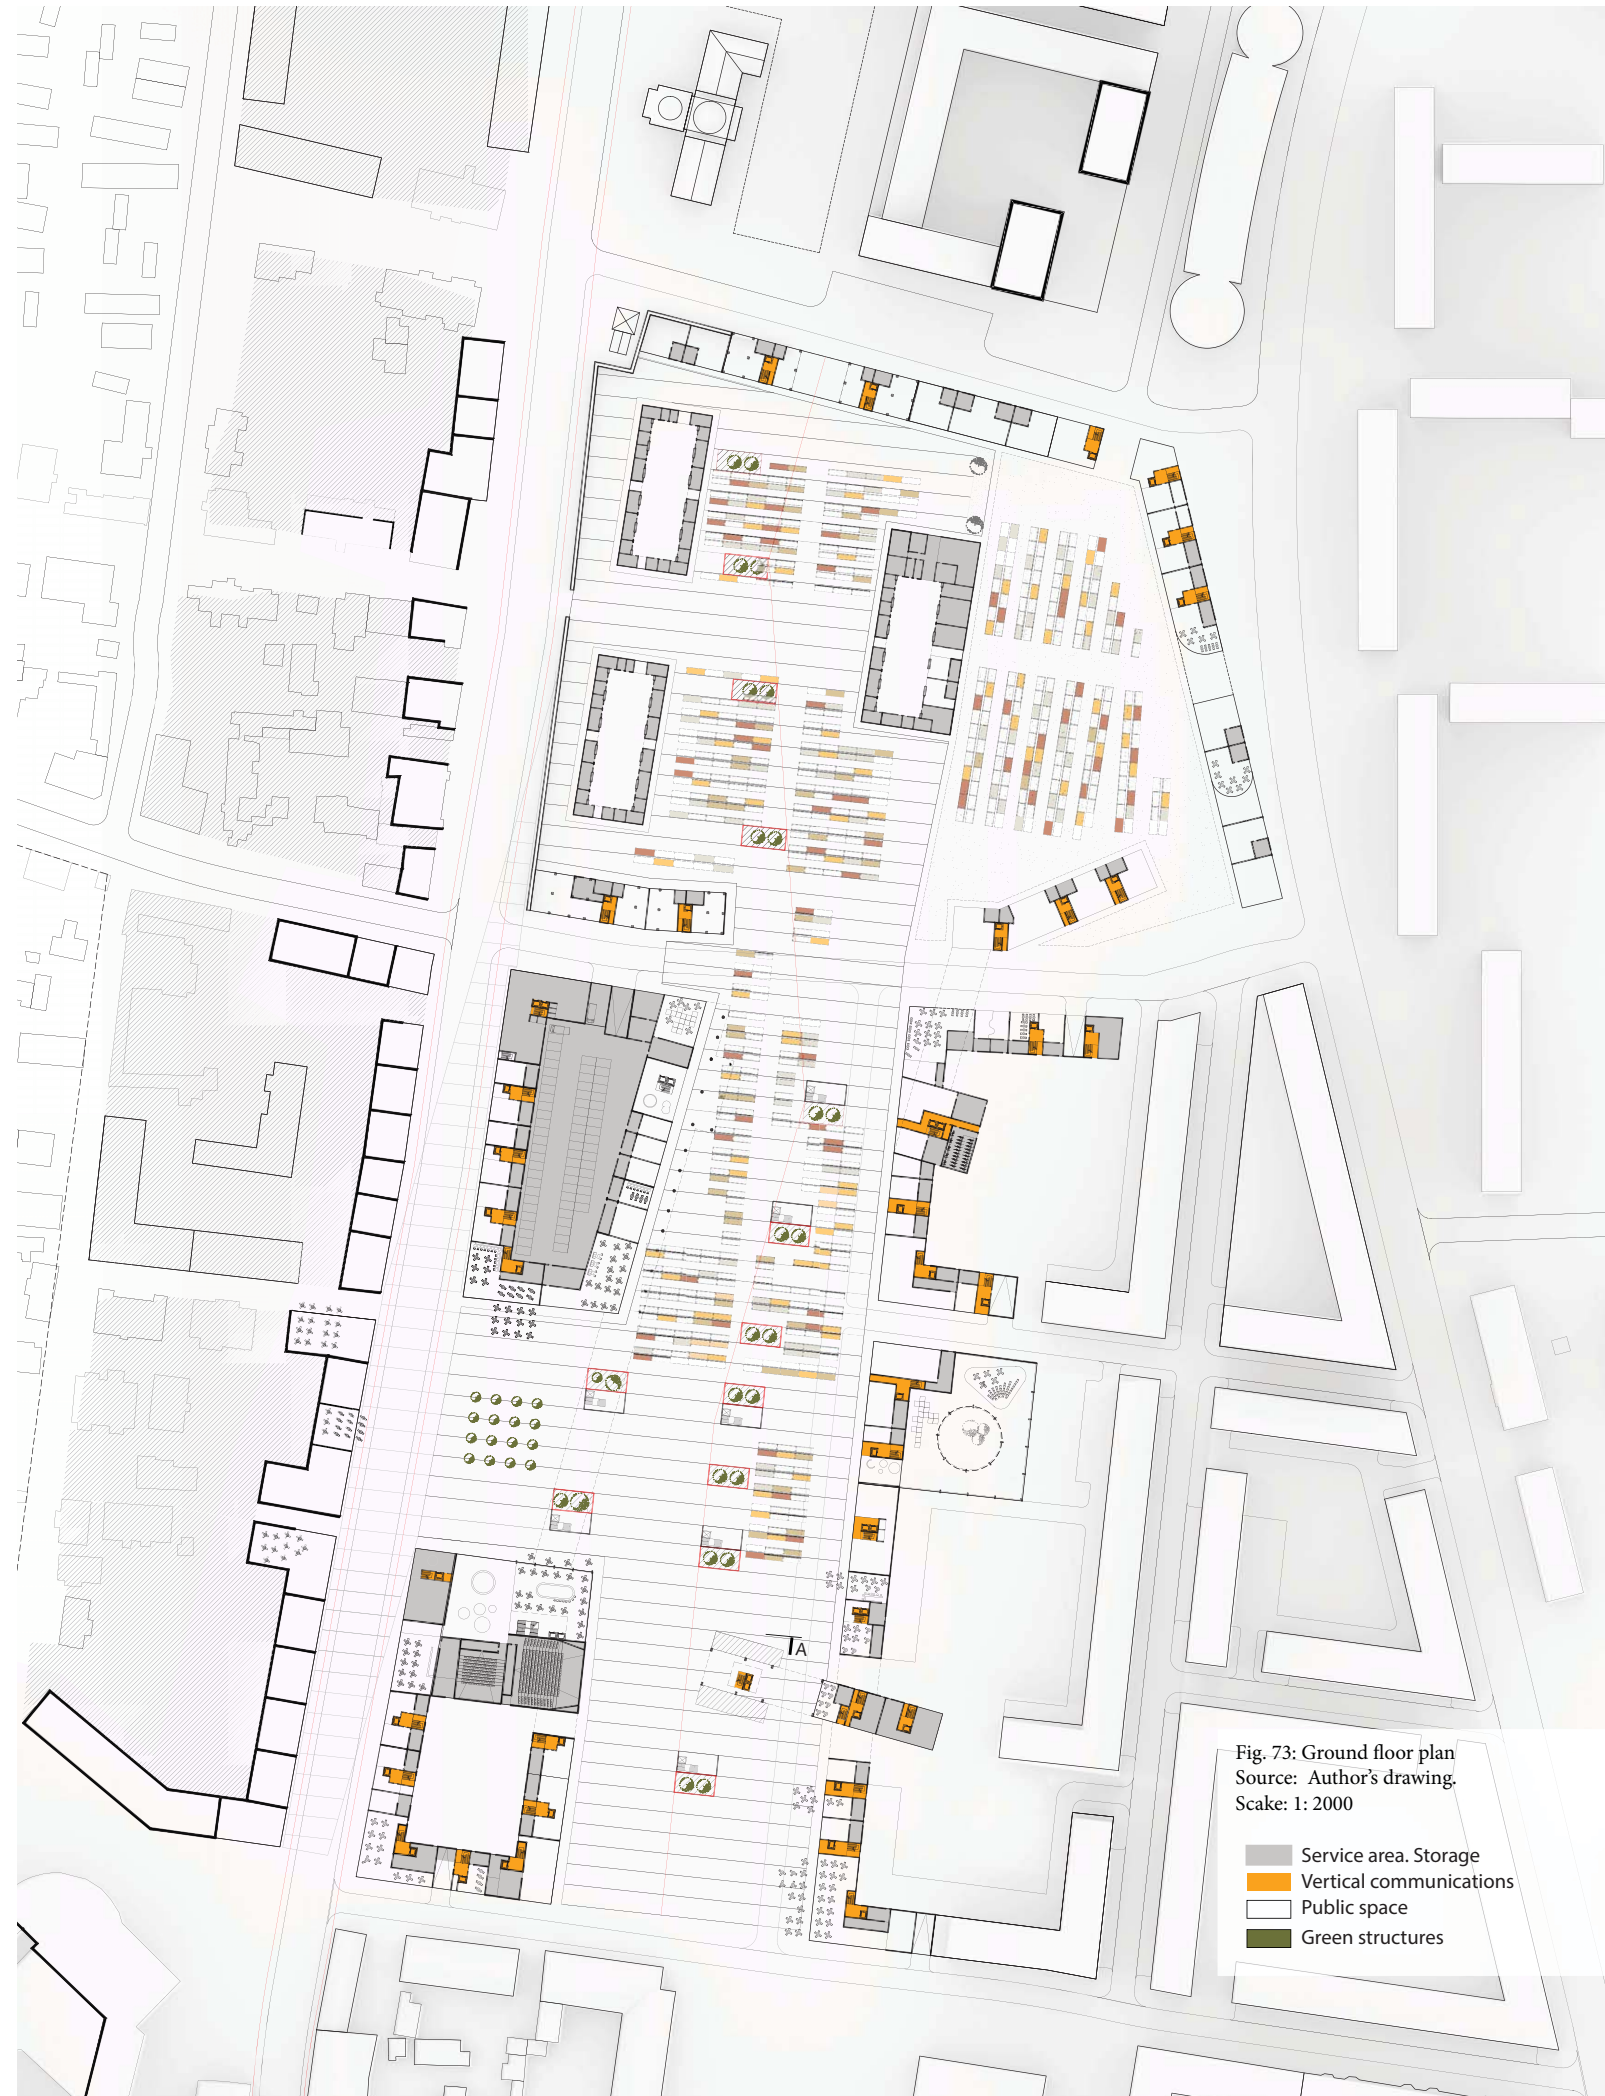 A
Fig. 73: Ground floor plan
Source: Author's drawing.
Scake: 1: 2000
Service area. Storage
Vertical communications
Public space
Green structures